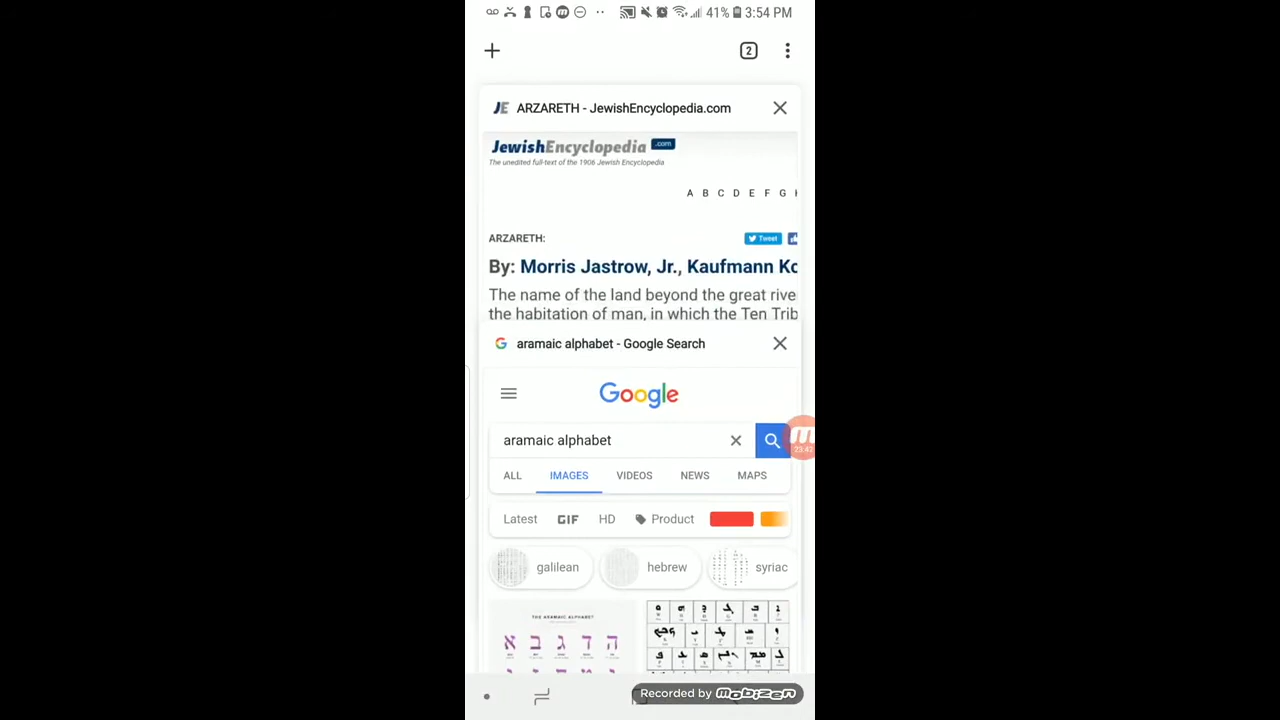 41% 3:54 PM
2
JE ARZARETH - JewishEncyclopedia.com
JewishEncyclopedia .com
The unedited full-text of the 1906 Jewish Encyclopedia
A B C D E F G
ARZARETH:
Tweet
By: Morris Jastrow, Jr., Kaufmann Ko
The name of the land beyond the great rive
the habitation of man, in which the Ten Trib
G aramaic alphabet - Google Search
Google
aramaic alphabet
ALL IMAGES VIDEOS NEWS MAPS
Latest GIF HD Product
galilean hebrew syriac
THE ARAMAIC ALPHABET
א ב ג ד ה
Recorded by MOBIZEN